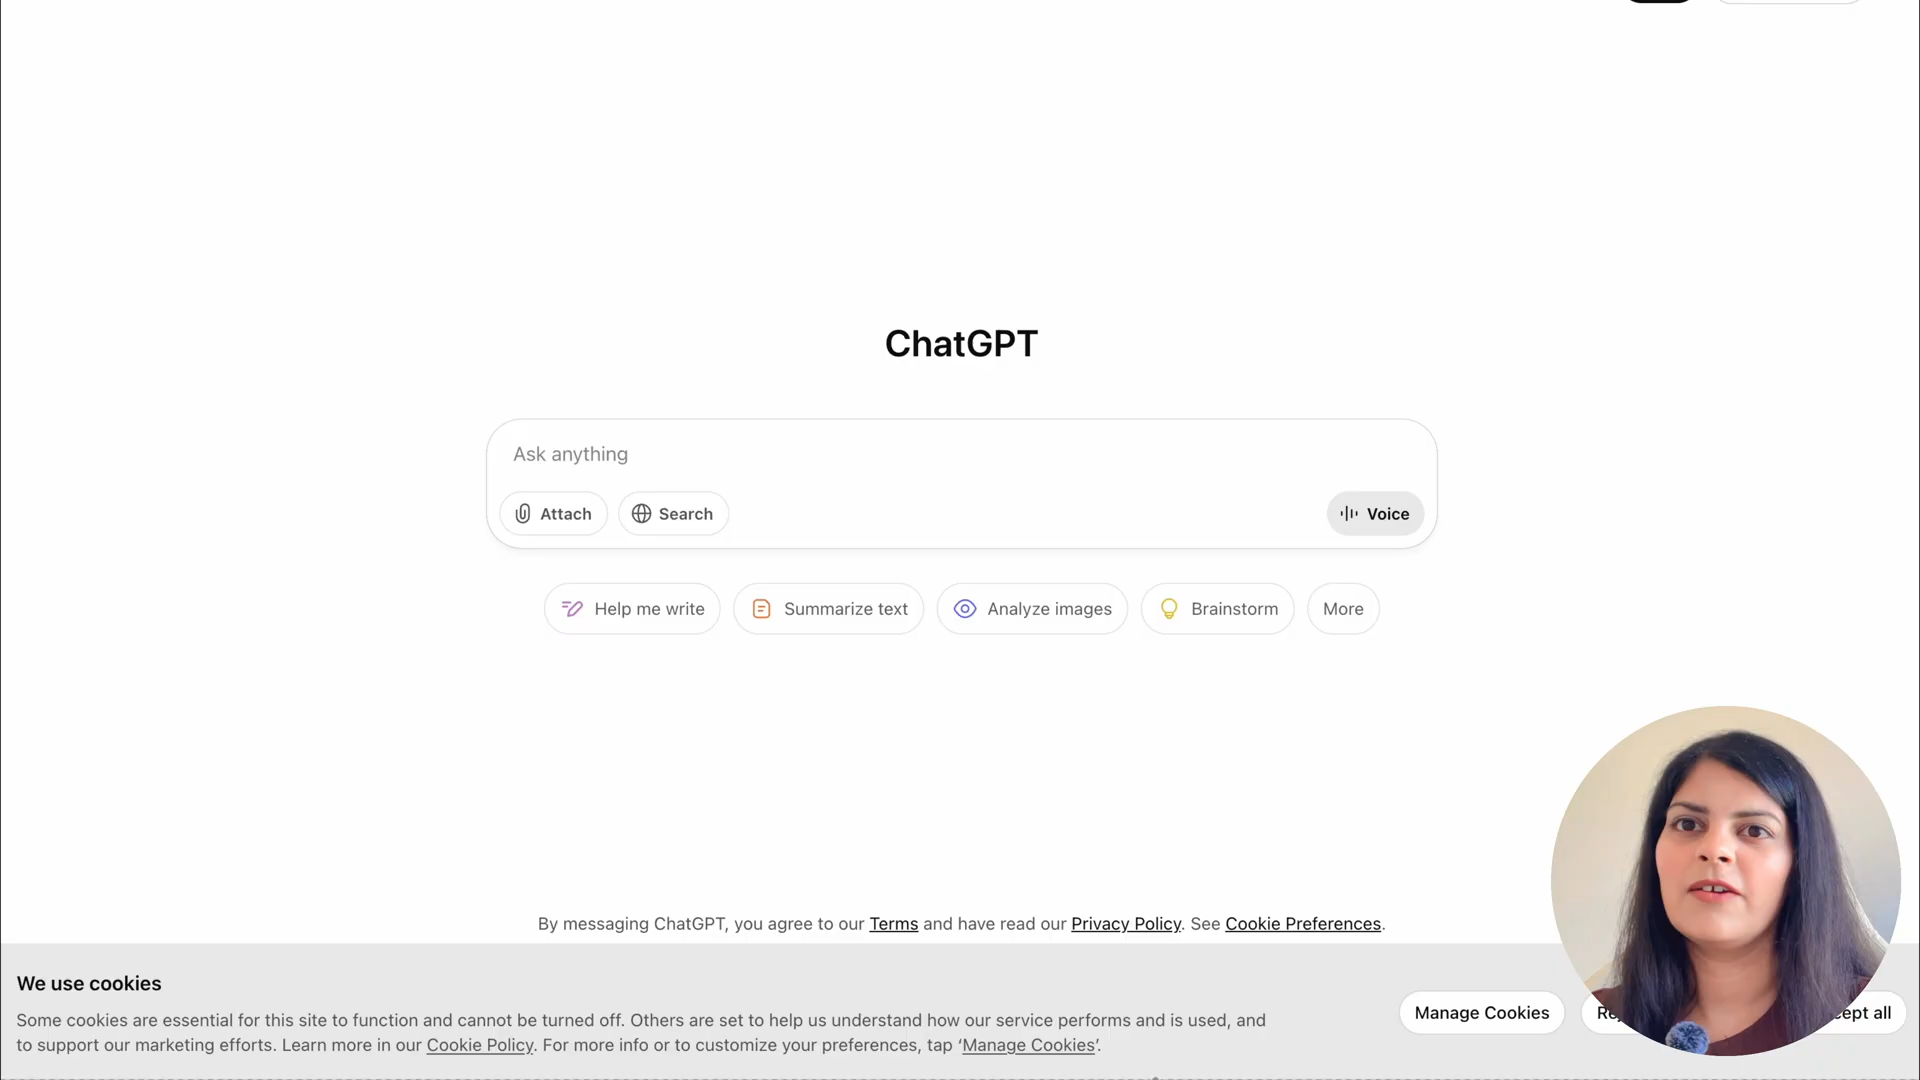 ChatGPT
Ask anything
Attach
Search
Voice
Help me write
Summarize text
Analyze images
Brainstorm
More
By messaging ChatGPT, you agree to our Terms and have read our Privacy Policy. See Cookie Preferences.
We use cookies
Some cookies are essential for this site to function and cannot be turned off. Others are set to help us understand how our service performs and is used, and
to support our marketing efforts. Learn more in our Cookie Policy. For more info or to customize your preferences, tap ‘Manage Cookies’.
Manage Cookies
all